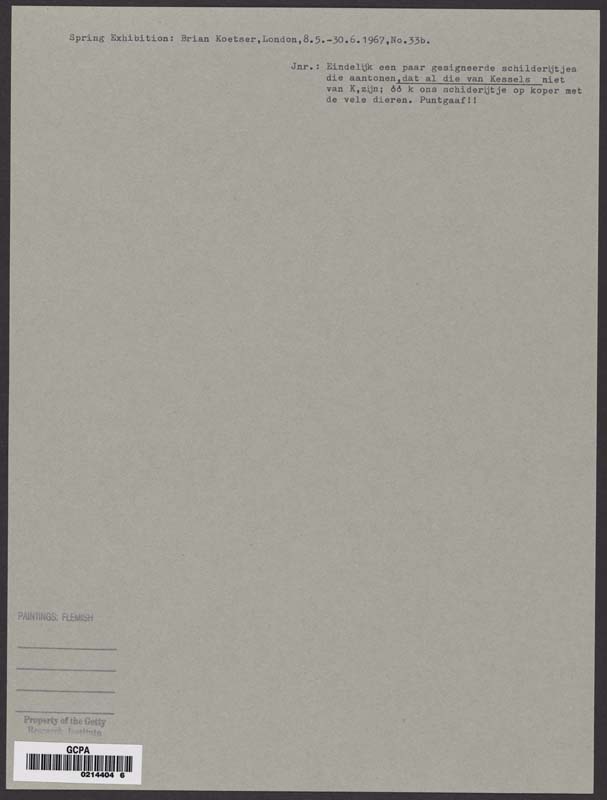 Spring Exhibition: Brian Koetser,London,8.5.-30.6.1967,No.33b.
Jnr.: Eindelijk een paar gesigneerde schilderijtjes
die aantonen,dat al die van Kessels niet
van K,zijn; óó k ons schiderijtje op koper met
de vele dieren. Puntgaaf!!
PAINTINGS: FLEMISH
Property of the Getty
Research Institute
GCPA
0214404 6